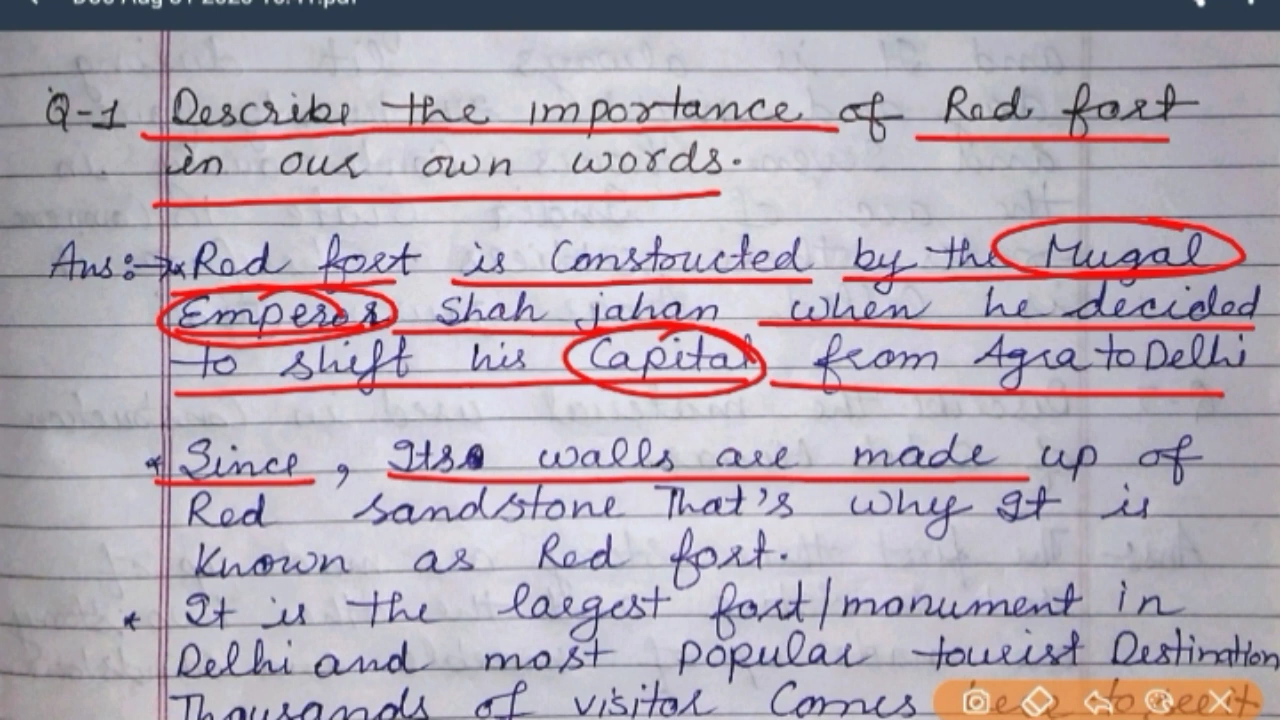 Q-1 Describe the importance of Red fort
in our own words.
Ans:→* Red fort is Constructed by the Mugal
Emperor Shah jahan when he decided
to shift his Capital from Agra to Delhi
* Since, Its walls are made up of
Red sandstone That's why It is
Known as Red fort.
* It is the largest fort/monument in
Delhi and most popular tourist Destination
Thousands of visitor Comes